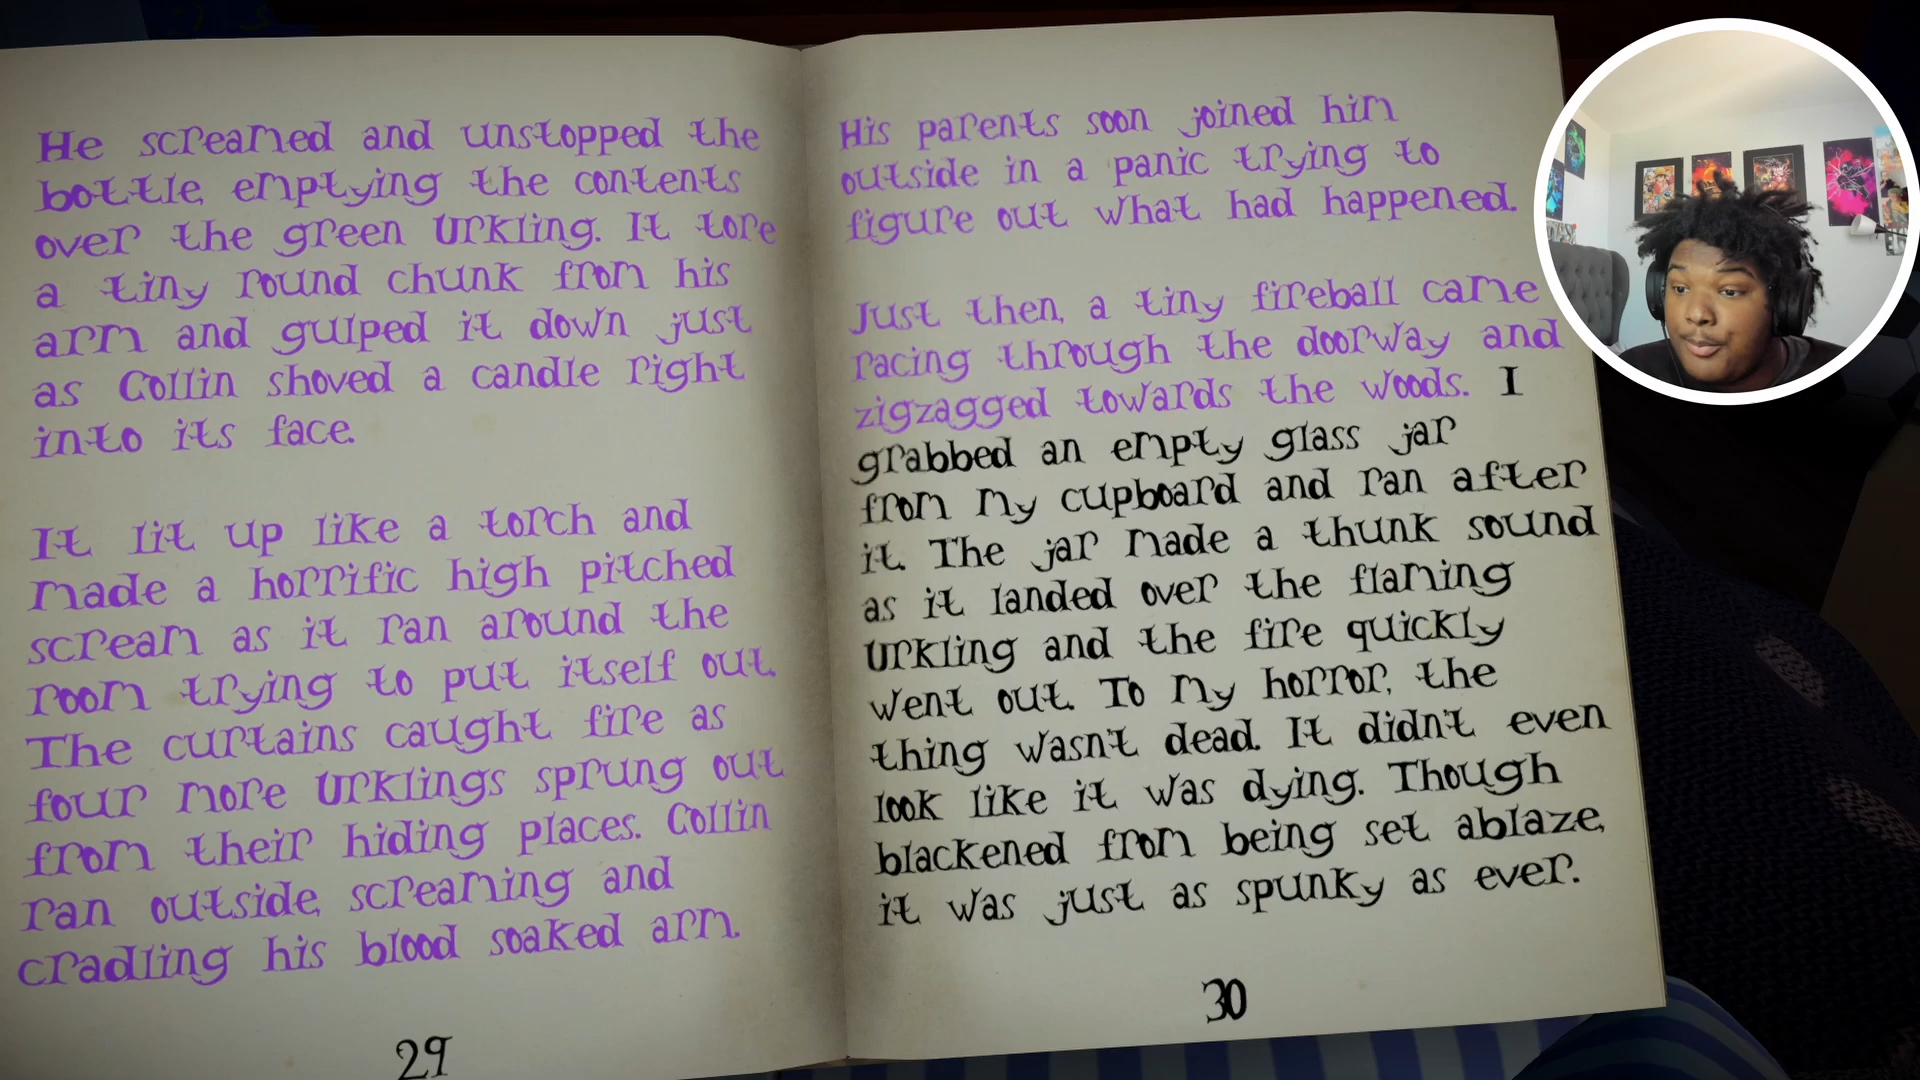 He screamed and unstopped the
bottle, emptying the contents
over the green Urkling. It tore
a tiny round chunk from his
arm and gulped it down just
as Collin shoved a candle right
into its face.
It lit up like a torch and
made a horrific high pitched
scream as it ran around the
room trying to put itself out.
The curtains caught fire as
four more Urklings sprung out
from their hiding places. Collin
ran outside, screaming and
cradling his blood soaked arm.
29
His parents soon joined him
outside in a panic trying to
figure out what had happened.
Just then, a tiny fireball came
racing through the doorway and
zigzagged towards the woods. I
grabbed an empty glass jar
from my cupboard and ran after
it. The jar made a thunk sound
as it landed over the flaming
Urkling and the fire quickly
went out. To my horror, the
thing wasn't dead. It didn't even
look like it was dying. Though
blackened from being set ablaze,
it was just as spunky as ever.
30